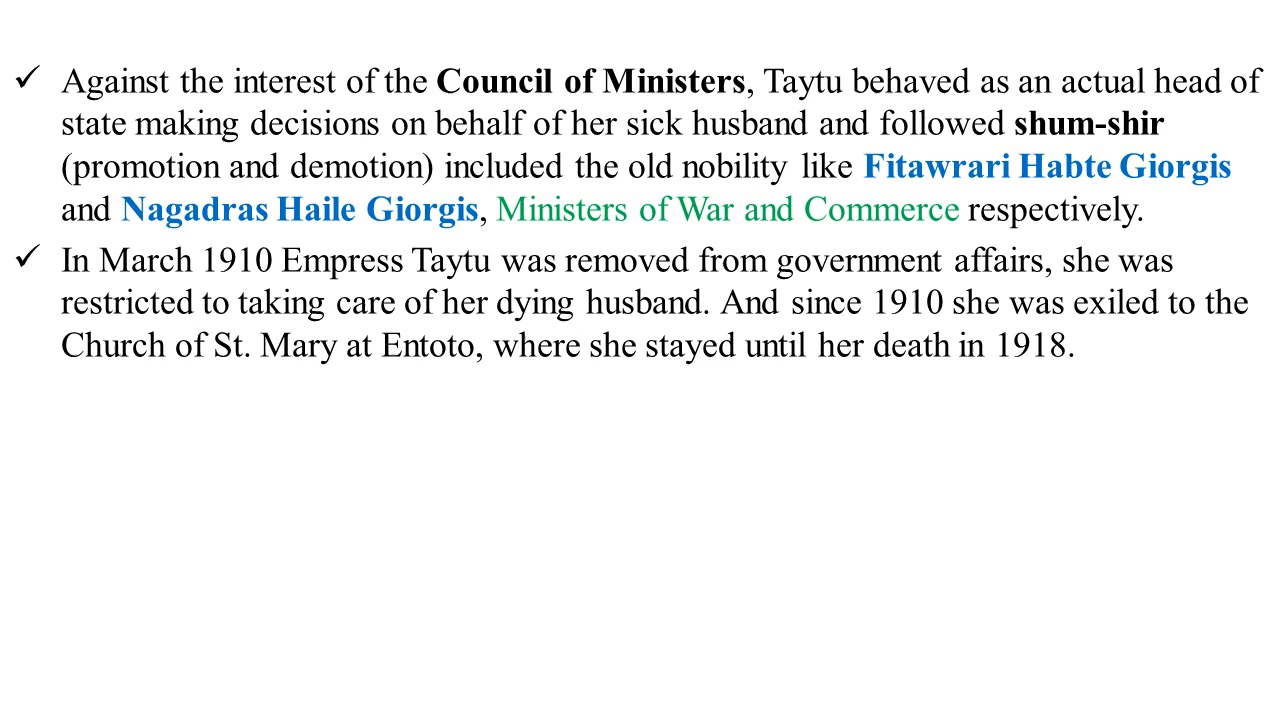 ✓ Against the interest of the Council of Ministers, Taytu behaved as an actual head of
state making decisions on behalf of her sick husband and followed shum-shir
(promotion and demotion) included the old nobility like Fitawrari Habte Giorgis
and Nagadras Haile Giorgis, Ministers of War and Commerce respectively.
✓ In March 1910 Empress Taytu was removed from government affairs, she was
restricted to taking care of her dying husband. And since 1910 she was exiled to the
Church of St. Mary at Entoto, where she stayed until her death in 1918.